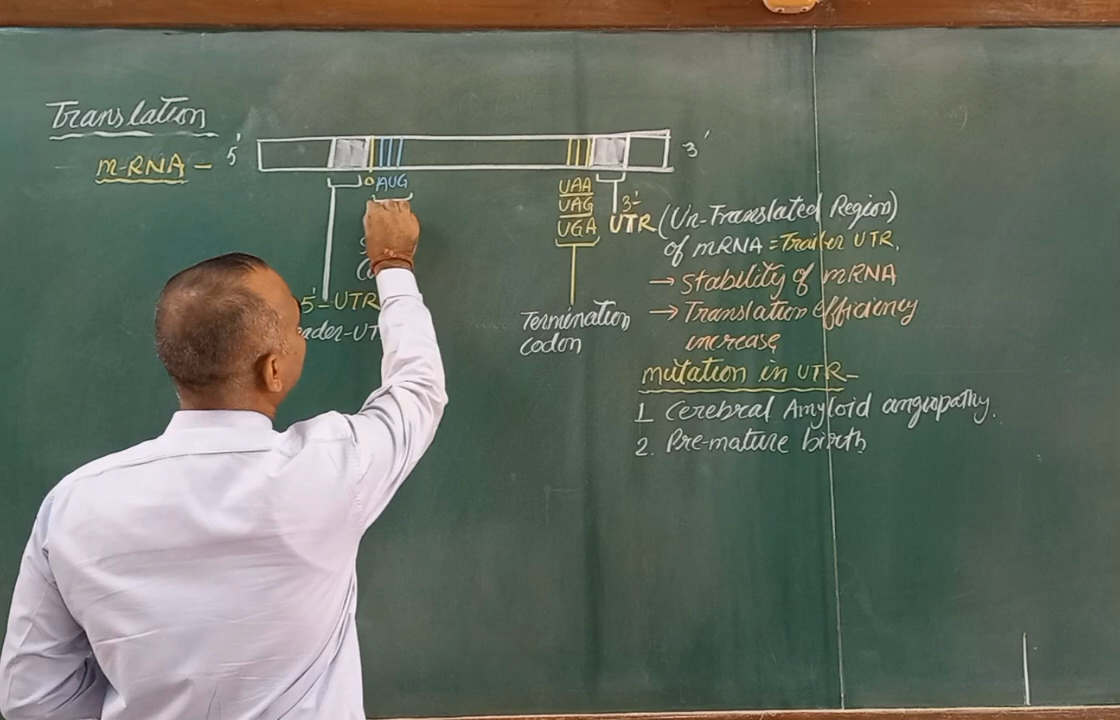 Translation
m-RNA - 5' 3'
AUG
UAA
UAG
UGA
3'-
UTR (Un-Translated Region)
of mRNA = Trailer UTR.
→ Stability of mRNA
→ Translation efficiency
increase
5'-UTR
Termination
codon
mutation in UTR-
1 Cerebral Amyloid angiopathy.
2. Pre-mature birth